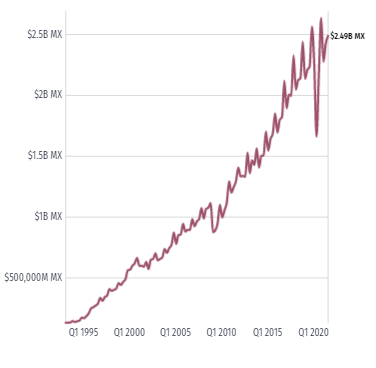 $2.5B MX
$2.49B MX
$2B MX
$1.5B MX
$1B MX
$500,000M MX
Q1 1995 Q1 2000 Q1 2005 Q1 2010 Q1 2015 Q1 2020